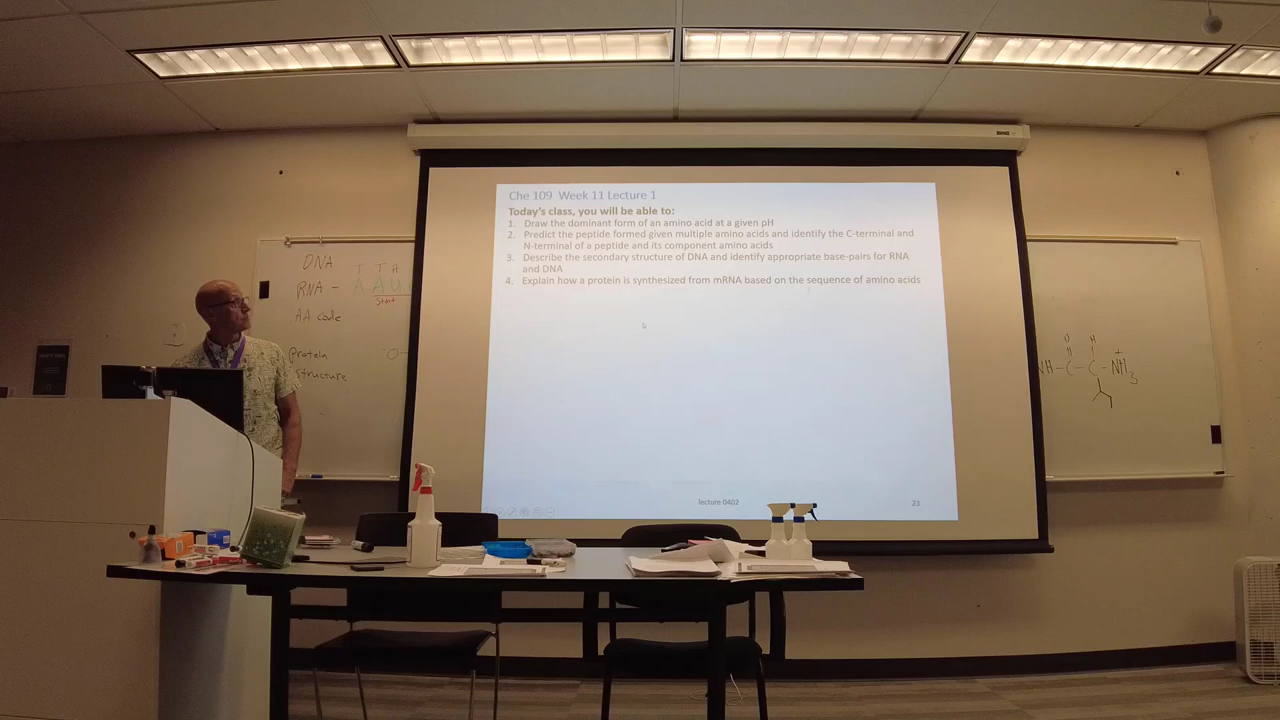 Che 109 Week 11 Lecture 1
Today's class, you will be able to:
1. Draw the dominant form of an amino acid at a given pH
2. Predict the peptide formed given multiple amino acids and identify the C-terminal and
N-terminal of a peptide and its component amino acids
3. Describe the secondary structure of DNA and identify appropriate base-pairs for RNA
and DNA
4. Explain how a protein is synthesized from mRNA based on the sequence of amino acids
lecture 0402
23
DNA
T T A
RNA - A A U
Start
AA code
Protein
structure
O
H
NH-C-C-NH3
+